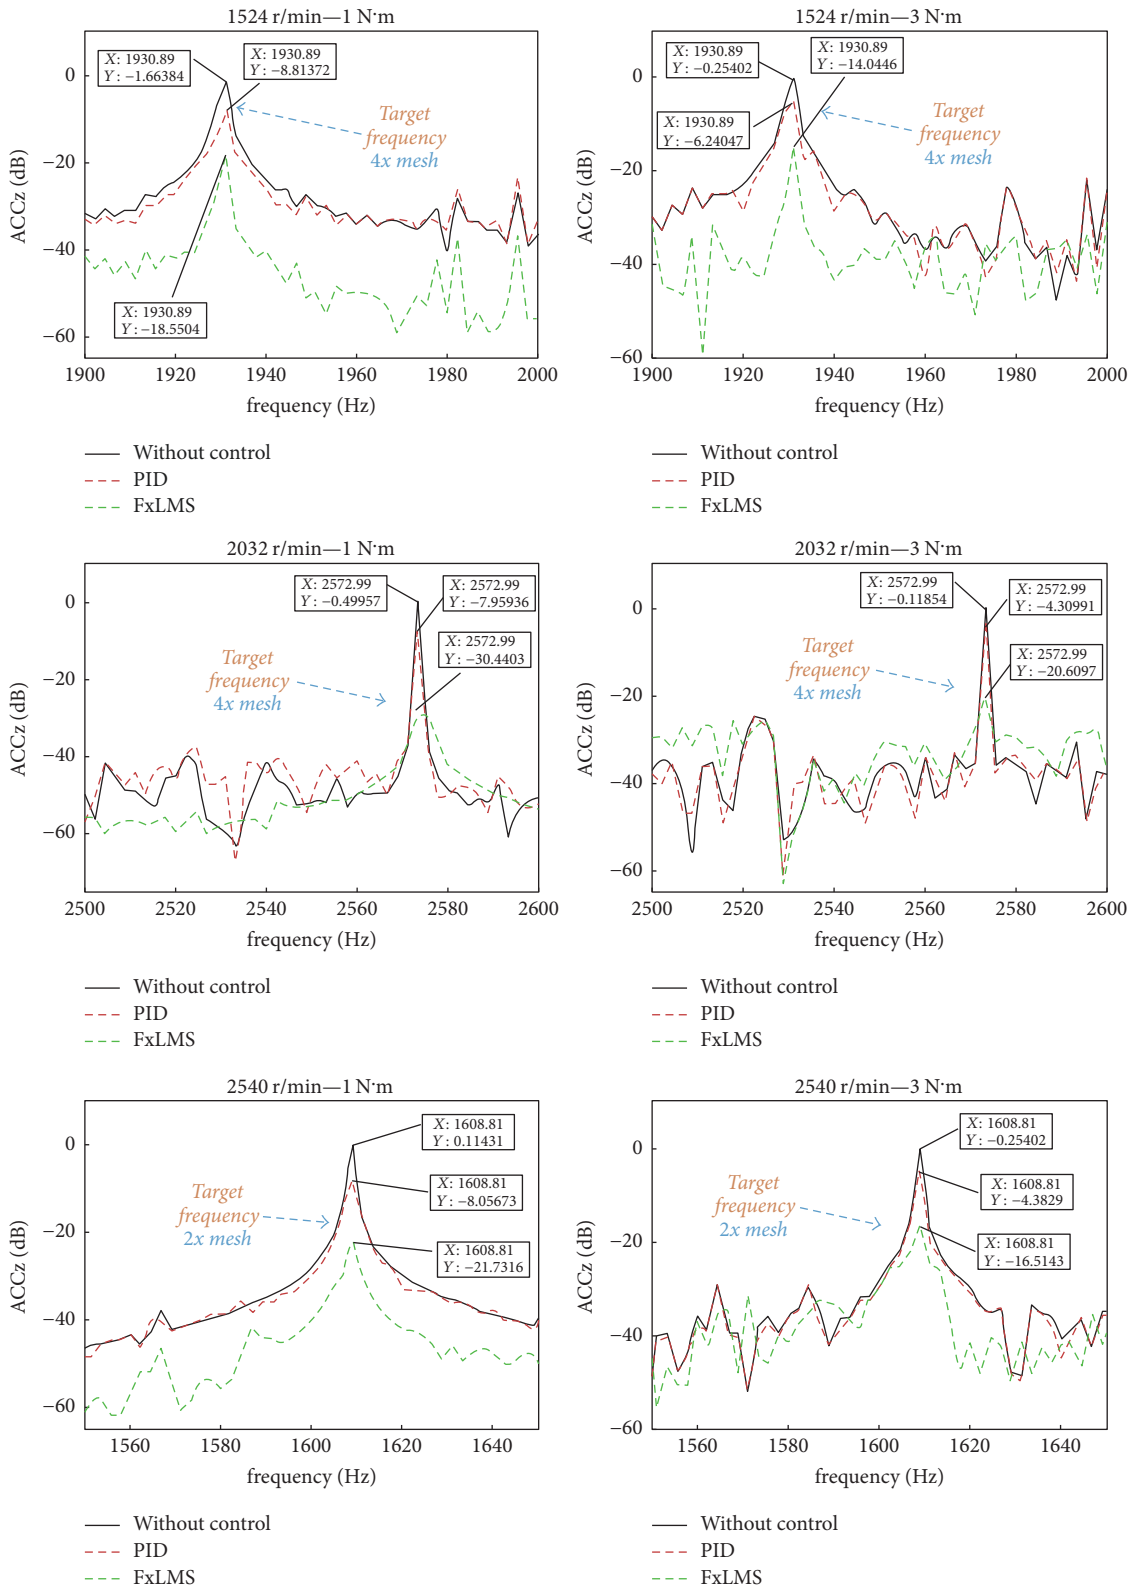 1524 r/min—1 N·m
X: 1930.89
Y: −1.66384
X: 1930.89
Y: −8.81372
Target
frequency
4x mesh
X: 1930.89
Y: −18.5504
0
−20
−40
−60
ACCz (dB)
1900 1920 1940 1960 1980 2000
frequency (Hz)
Without control
PID
FxLMS
1524 r/min—3 N·m
X: 1930.89
Y: −0.25402
X: 1930.89
Y: −14.0446
X: 1930.89
Y: −6.24047
Target
frequency
4x mesh
0
−20
−40
−60
ACCz (dB)
1900 1920 1940 1960 1980 2000
frequency (Hz)
Without control
PID
FxLMS
2032 r/min—1 N·m
X: 2572.99
Y: −0.49957
X: 2572.99
Y: −7.95936
X: 2572.99
Y: −30.4403
Target
frequency
4x mesh
0
−20
−40
−60
ACCz (dB)
2500 2520 2540 2560 2580 2600
frequency (Hz)
Without control
PID
FxLMS
2032 r/min—3 N·m
X: 2572.99
Y: −0.11854
X: 2572.99
Y: −4.30991
X: 2572.99
Y: −20.6097
Target
frequency
4x mesh
0
−20
−40
−60
ACCz (dB)
2500 2520 2540 2560 2580 2600
frequency (Hz)
Without control
PID
FxLMS
2540 r/min—1 N·m
X: 1608.81
Y: 0.11431
X: 1608.81
Y: −8.05673
X: 1608.81
Y: −21.7316
Target
frequency
2x mesh
0
−20
−40
−60
ACCz (dB)
1560 1580 1600 1620 1640
frequency (Hz)
Without control
PID
FxLMS
2540 r/min—3 N·m
X: 1608.81
Y: −0.25402
X: 1608.81
Y: −4.3829
X: 1608.81
Y: −16.5143
Target
frequency
2x mesh
0
−20
−40
−60
ACCz (dB)
1560 1580 1600 1620 1640
frequency (Hz)
Without control
PID
FxLMS